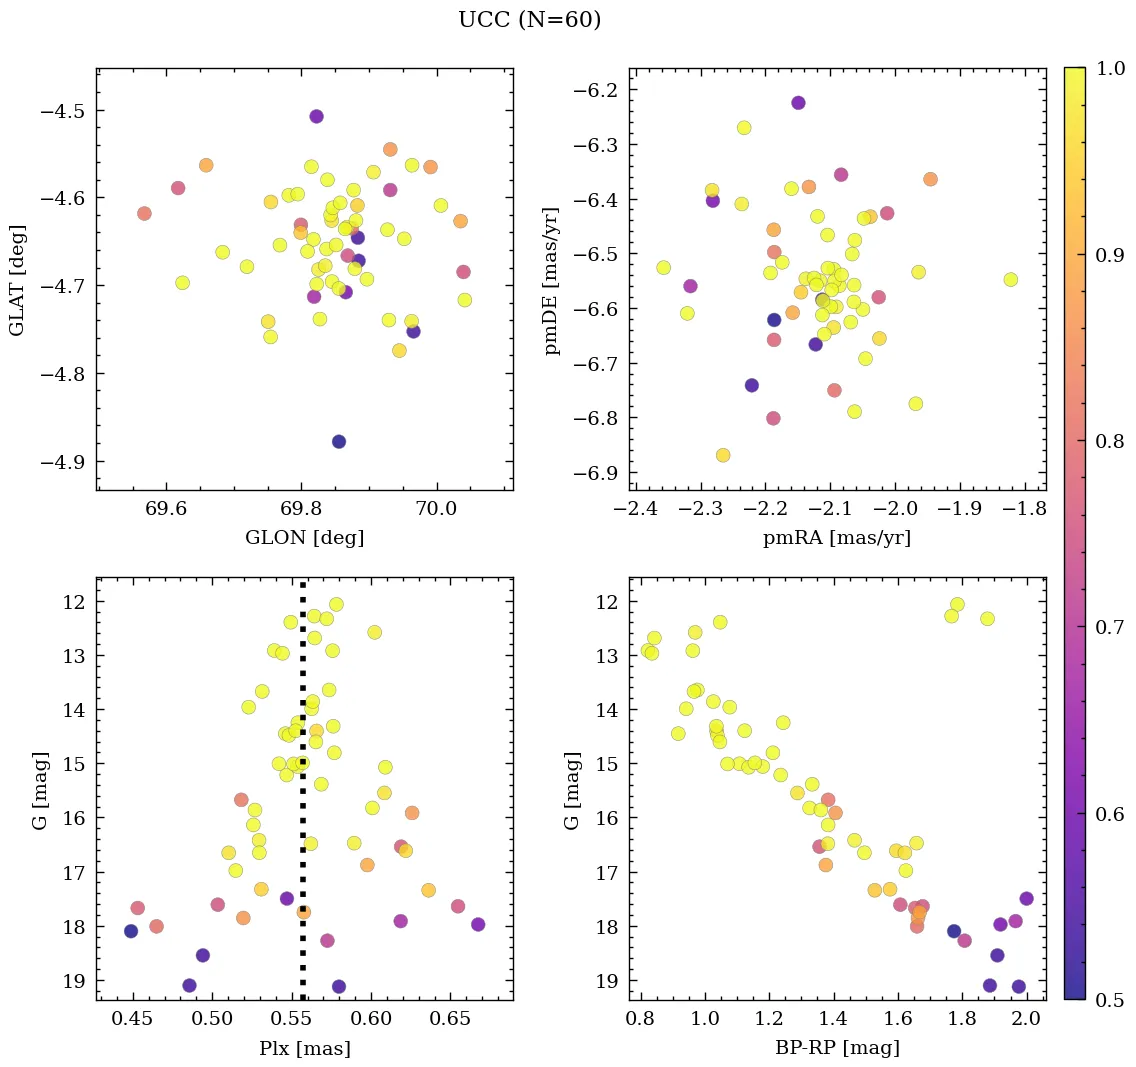 UCC (N=60)
−4.5
−4.6
−4.7
−4.8
−4.9
GLAT [deg]
69.6 69.8 70.0
GLON [deg]
−6.2
−6.3
−6.4
−6.5
−6.6
−6.7
−6.8
−6.9
pmDE [mas/yr]
−2.4 −2.3 −2.2 −2.1 −2.0 −1.9 −1.8
pmRA [mas/yr]
12
13
14
15
16
17
18
19
G [mag]
0.45 0.50 0.55 0.60 0.65
Plx [mas]
12
13
14
15
16
17
18
19
G [mag]
0.8 1.0 1.2 1.4 1.6 1.8 2.0
BP-RP [mag]
1.0
0.9
0.8
0.7
0.6
0.5